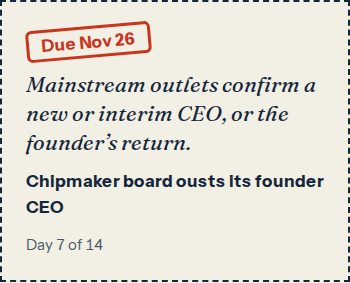 Due Nov 26
Mainstream outlets confirm a
new or interim CEO, or the
founder’s return.
Chipmaker board ousts its founder
CEO
Day 7 of 14